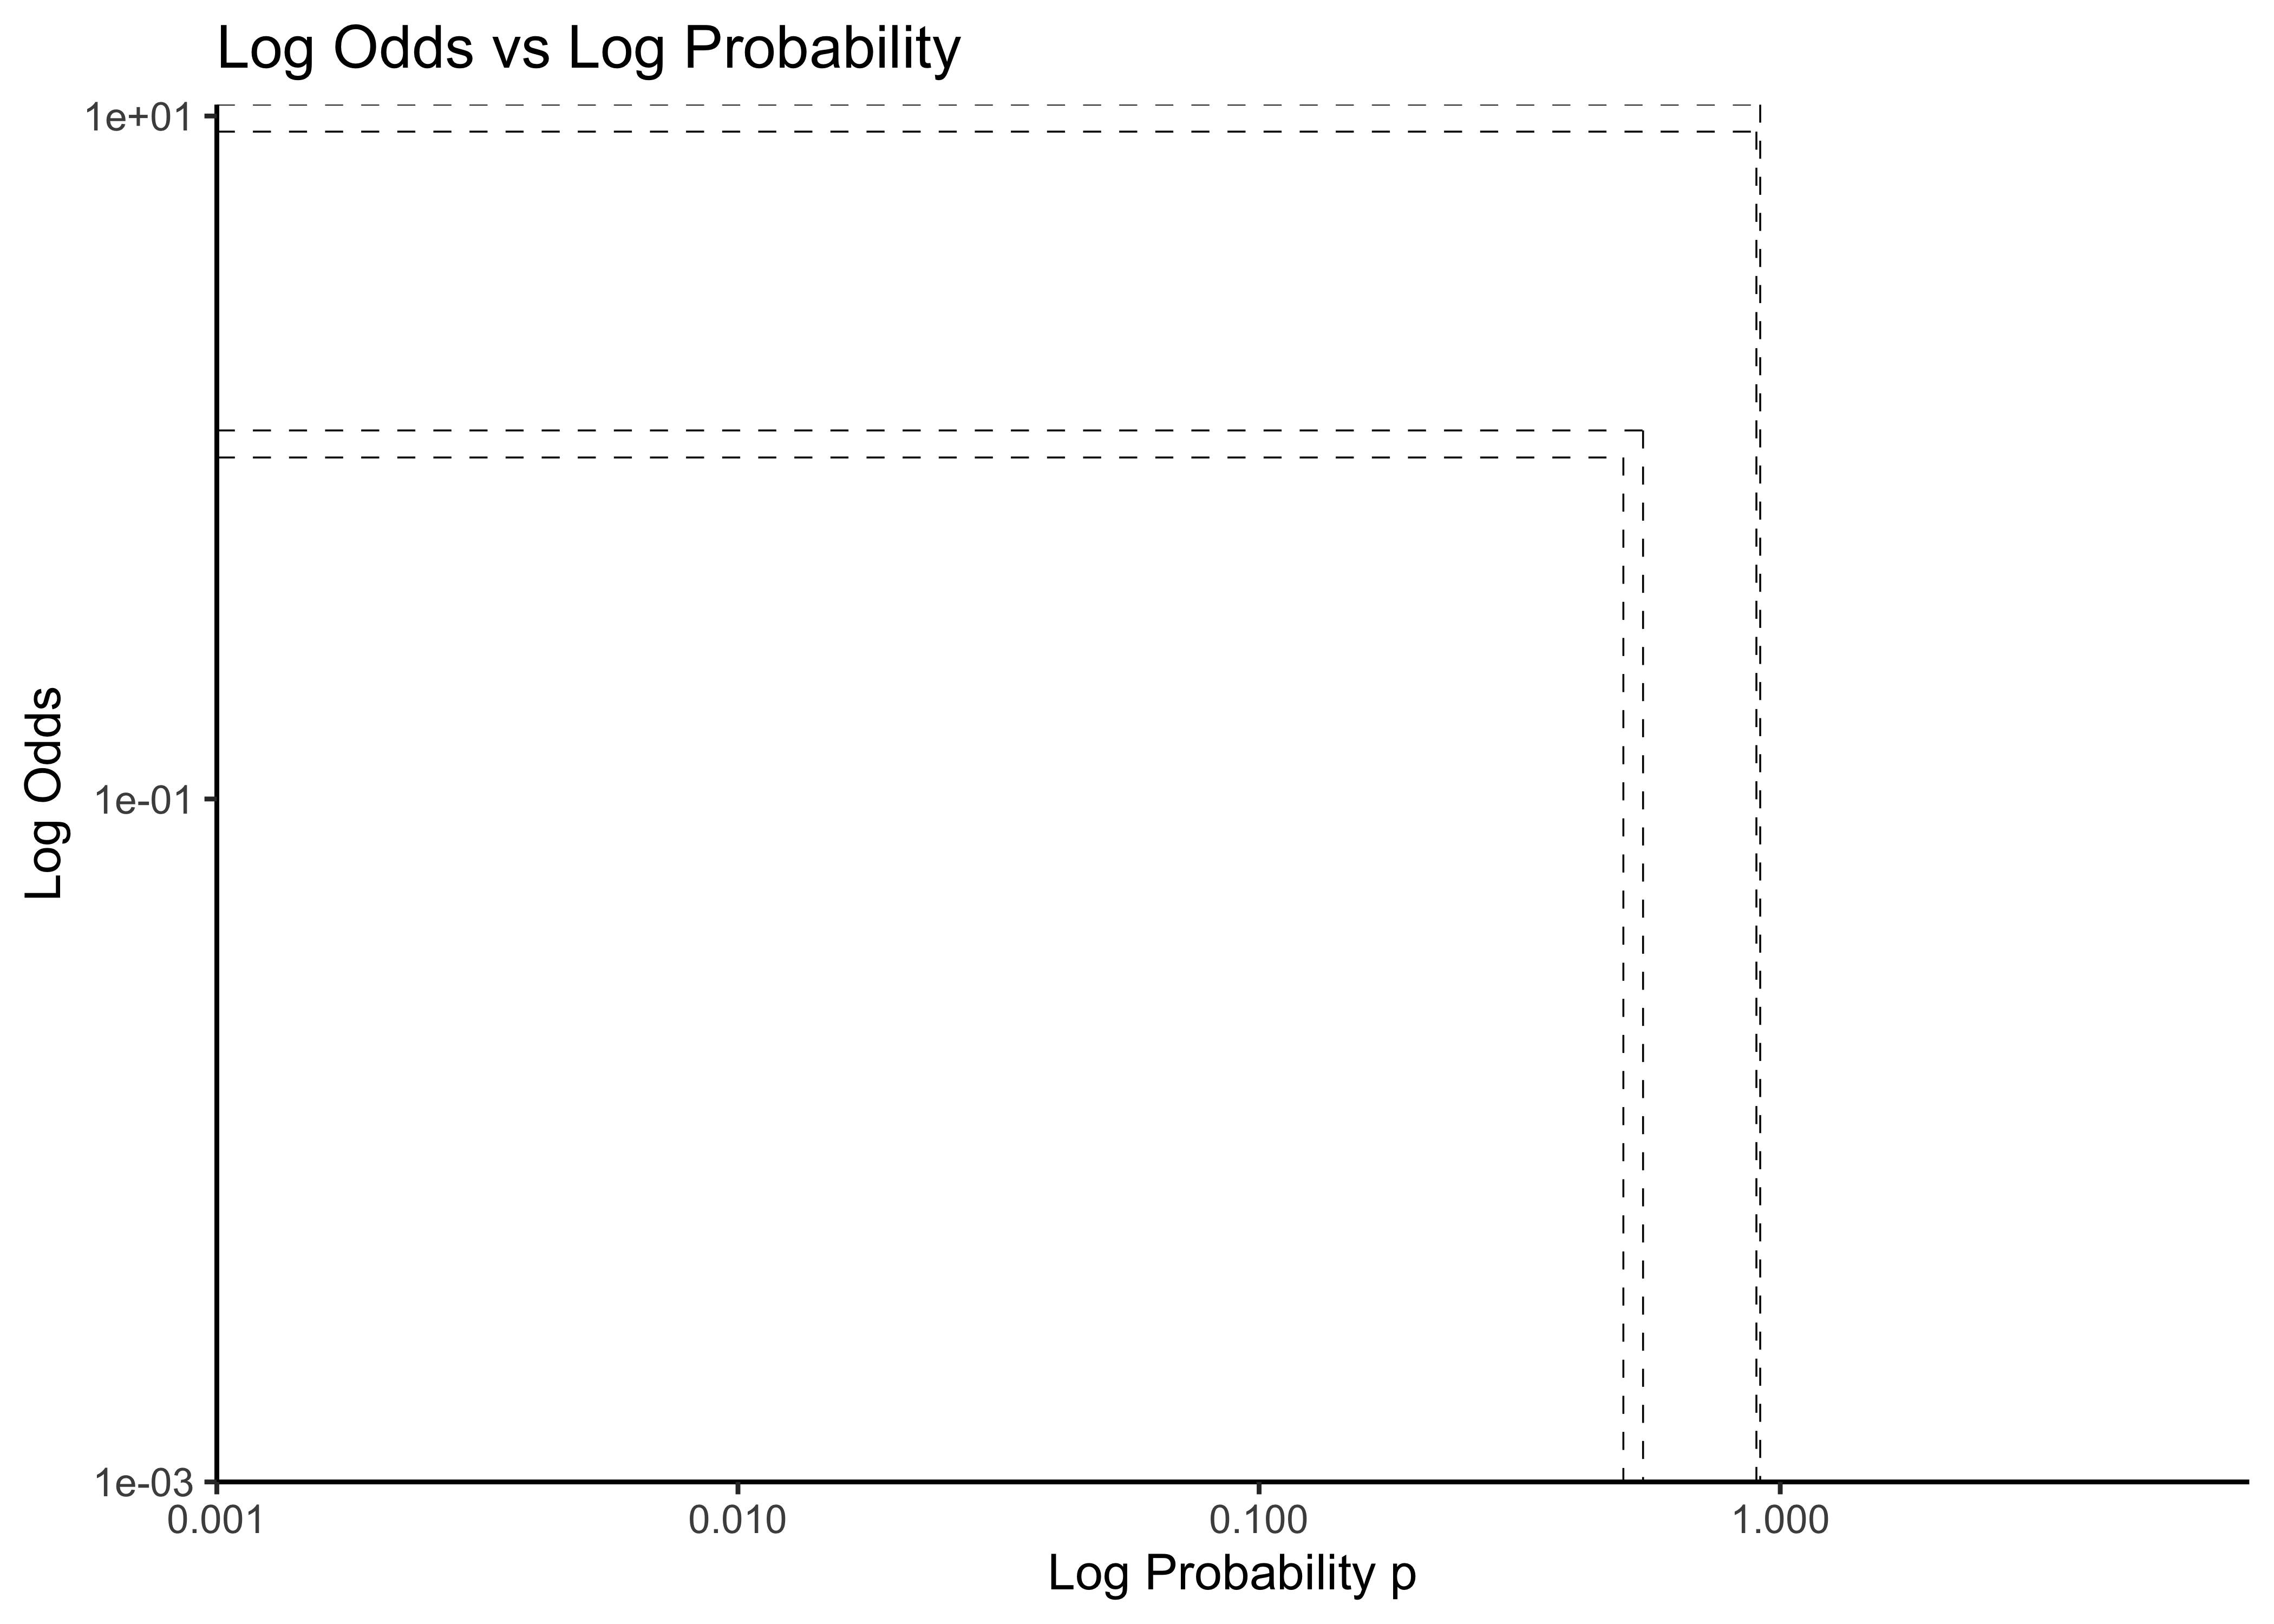 Log Odds vs Log Probability
1e+01
1e-01
1e-03
Log Odds
0.001
0.010
0.100
1.000
Log Probability p